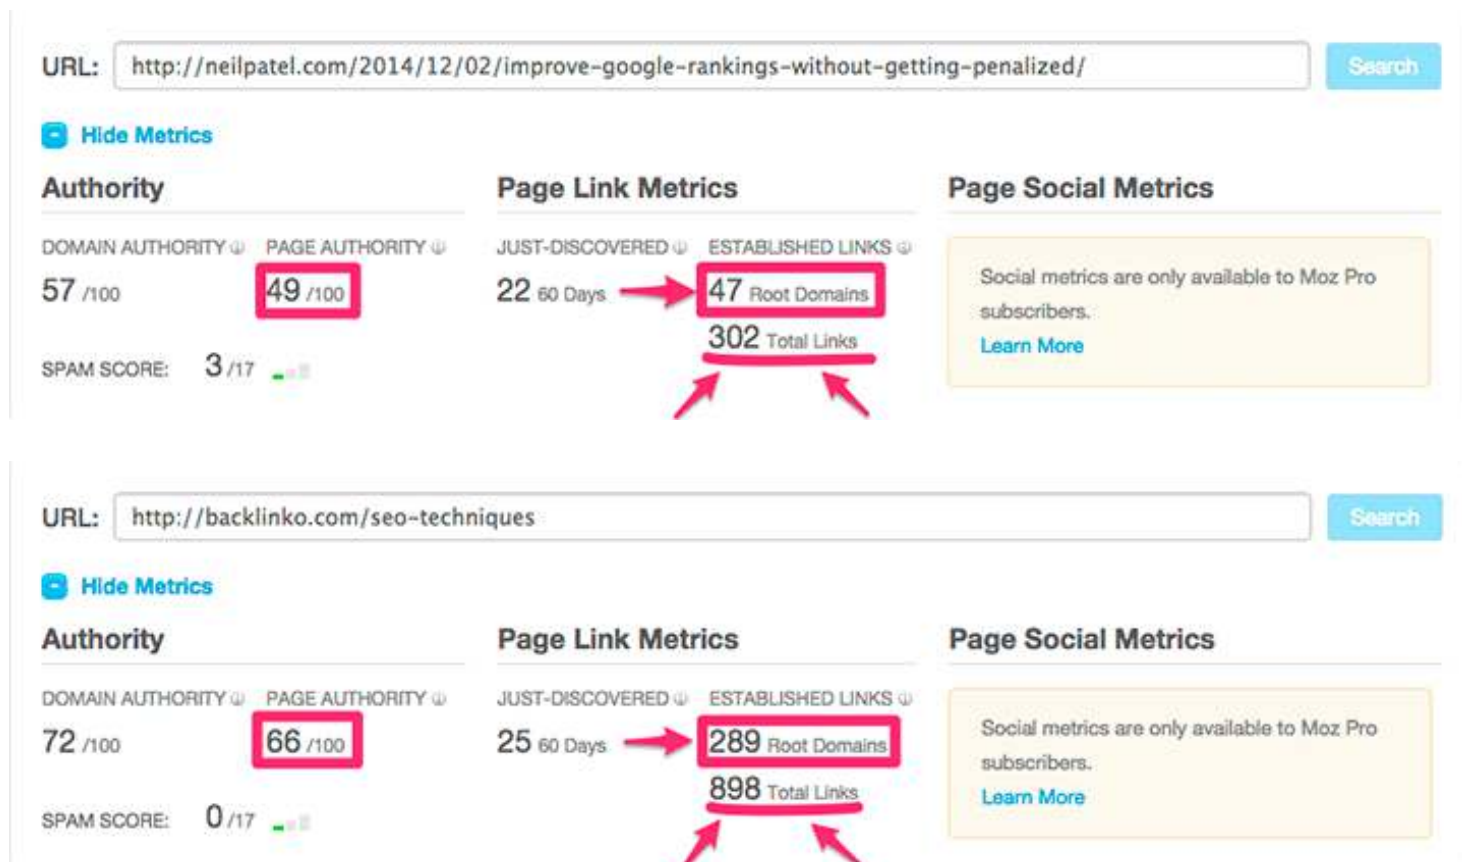 URL: http://neilpatel.com/2014/12/02/improve-google-rankings-without-getting-penalized/ Search
Hide Metrics
Authority Page Link Metrics Page Social Metrics
DOMAIN AUTHORITY PAGE AUTHORITY JUST-DISCOVERED ESTABLISHED LINKS
57 /100 49 /100 22 60 Days 47 Root Domains
Social metrics are only available to Moz Pro
subscribers.
302 Total Links
Learn More
SPAM SCORE: 3 /17
URL: http://backlinko.com/seo-techniques Search
Hide Metrics
Authority Page Link Metrics Page Social Metrics
DOMAIN AUTHORITY PAGE AUTHORITY JUST-DISCOVERED ESTABLISHED LINKS
72 /100 66 /100 25 60 Days 289 Root Domains
Social metrics are only available to Moz Pro
subscribers.
898 Total Links
Learn More
SPAM SCORE: 0 /17